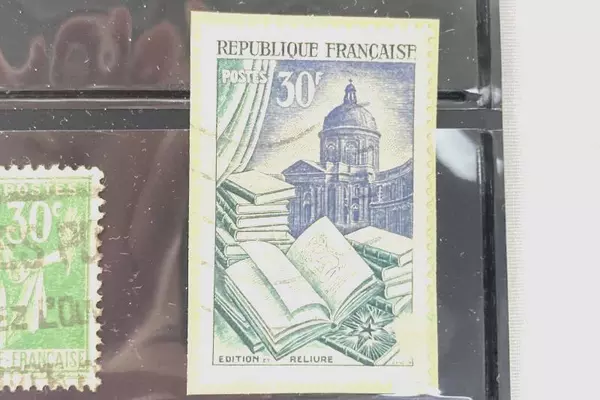 REPUBLIQUE FRANÇAISE
POSTES 30F
EDITION ET RELIURE
POSTES
30c
E-FRANÇAISE